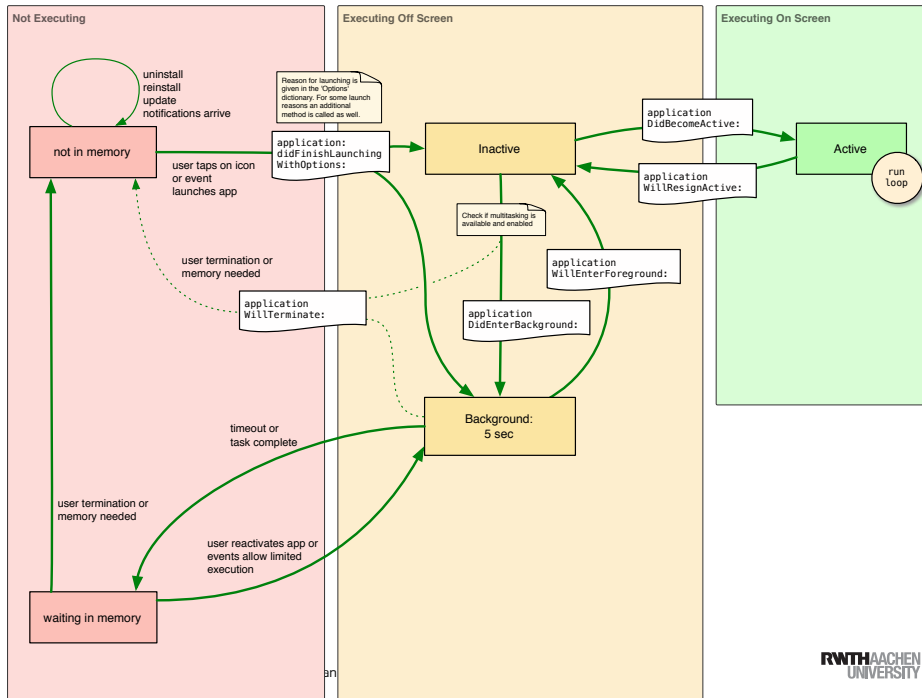 Not Executing
Executing Off Screen
Executing On Screen
uninstall
reinstall
update
notifications arrive
Reason for launching is
given in the 'Options'
dictionary. For some launch
reasons an additional
method is called as well.
not in memory
application:
didFinishLaunching
WithOptions:
user taps on icon
or event
launches app
Inactive
application
DidBecomeActive:
Active
run
loop
application
WillResignActive:
Check if multitasking is
available and enabled
user termination or
memory needed
application
WillEnterForeground:
application
WillTerminate:
application
DidEnterBackground:
Background:
5 sec
timeout or
task complete
user termination or
memory needed
user reactivates app or
events allow limited
execution
waiting in memory
an
RWTH AACHEN
UNIVERSITY